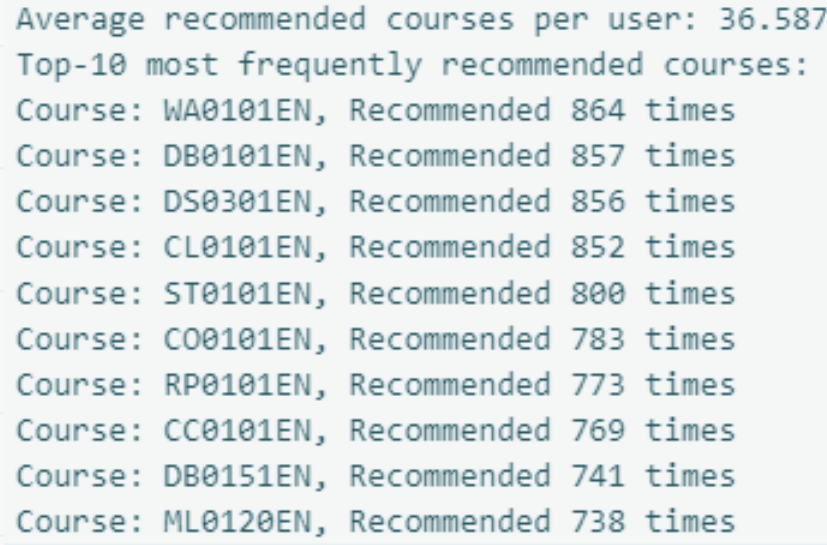 Average recommended courses per user: 36.587
Top-10 most frequently recommended courses:
Course: WA0101EN, Recommended 864 times
Course: DB0101EN, Recommended 857 times
Course: DS0301EN, Recommended 856 times
Course: CL0101EN, Recommended 852 times
Course: ST0101EN, Recommended 800 times
Course: CO0101EN, Recommended 783 times
Course: RP0101EN, Recommended 773 times
Course: CC0101EN, Recommended 769 times
Course: DB0151EN, Recommended 741 times
Course: ML0120EN, Recommended 738 times